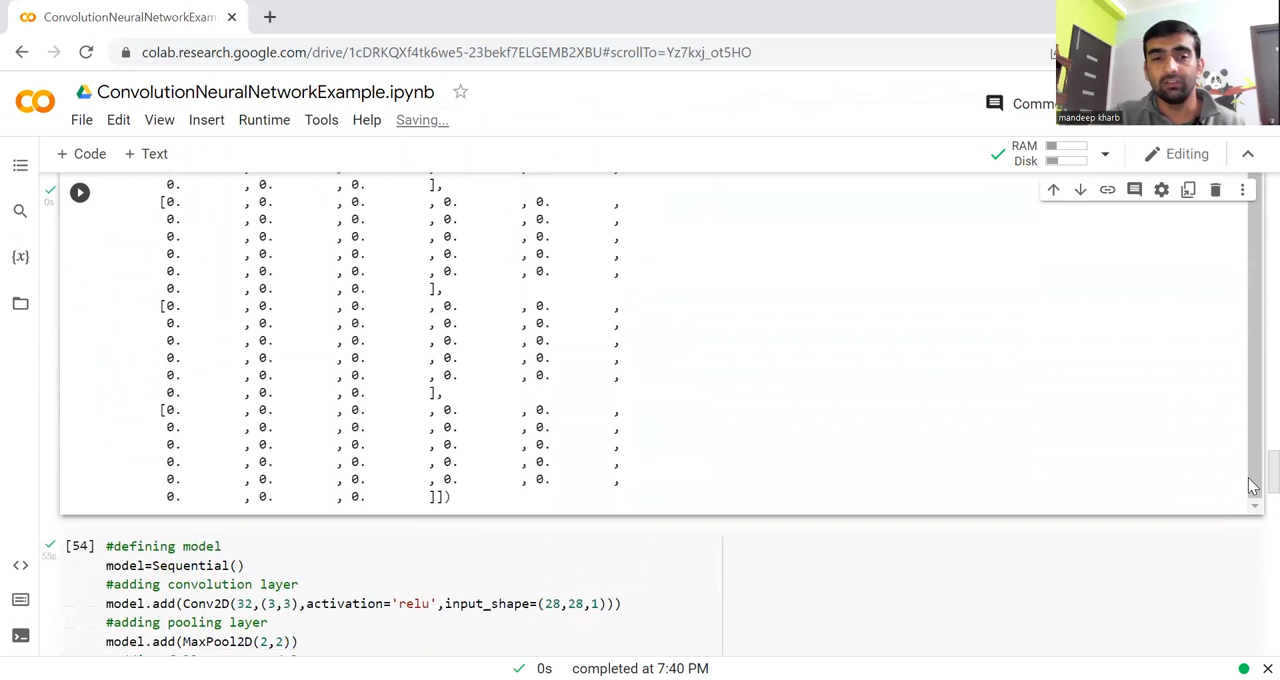 ConvolutionNeuralNetworkExam
colab.research.google.com/drive/1cDRKQXf4tk6we5-23bekf7ELGEMB2XBU#scrollTo=Yz7kxj_ot5HO
mandeep kharb
ConvolutionNeuralNetworkExample.ipynb
Comm
File Edit View Insert Runtime Tools Help Saving...
+ Code + Text
RAM
Disk
Editing
0. , 0. , 0. ],
[0. , 0. , 0. , 0. , 0. ,
0. , 0. , 0. , 0. , 0. ,
0. , 0. , 0. , 0. , 0. ,
0. , 0. , 0. , 0. , 0. ,
0. , 0. , 0. , 0. , 0. ,
0. , 0. , 0. ],
[0. , 0. , 0. , 0. , 0. ,
0. , 0. , 0. , 0. , 0. ,
0. , 0. , 0. , 0. , 0. ,
0. , 0. , 0. , 0. , 0. ,
0. , 0. , 0. , 0. , 0. ,
0. , 0. , 0. ],
[0. , 0. , 0. , 0. , 0. ,
0. , 0. , 0. , 0. , 0. ,
0. , 0. , 0. , 0. , 0. ,
0. , 0. , 0. , 0. , 0. ,
0. , 0. , 0. , 0. , 0. ,
0. , 0. , 0. ]])
0s
[54] #defining model
55s
model=Sequential()
#adding convolution layer
model.add(Conv2D(32,(3,3),activation='relu',input_shape=(28,28,1)))
#adding pooling layer
model.add(MaxPool2D(2,2))
0s completed at 7:40 PM